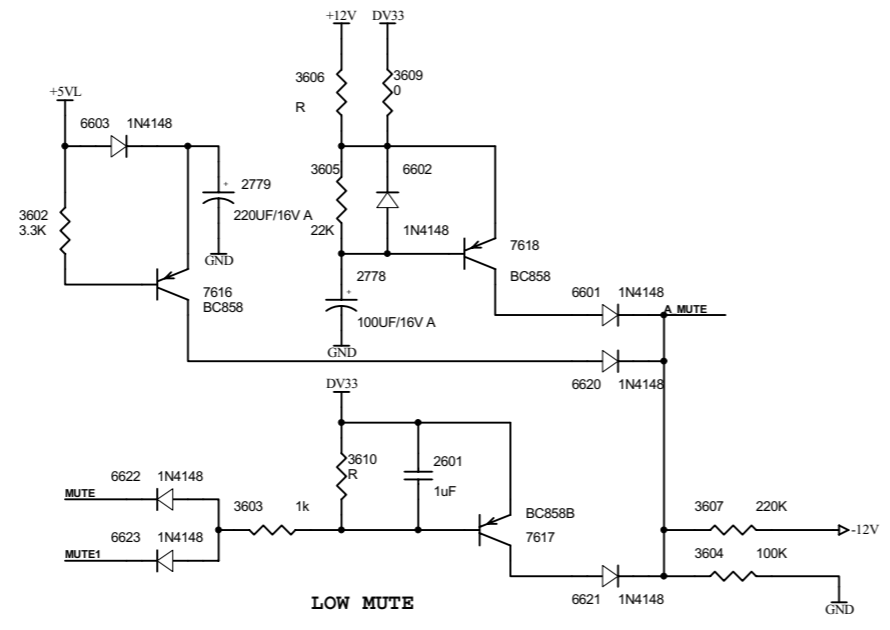 +12V DV33
3606 3609
R 0
+5VL
6603 1N4148
3605 6602
2779
3602
3.3K
220UF/16V A
22K 1N4148
GND
7618
2778
7616
BC858
BC858
6601 1N4148
A_MUTE
100UF/16V A
GND
DV33
6620 1N4148
3610
R
2601
1uF
6622 1N4148
MUTE
3603 1k
BC858B
7617
3607 220K
-12V
6623 1N4148
MUTE1
3604 100K
6621 1N4148
GND
LOW MUTE